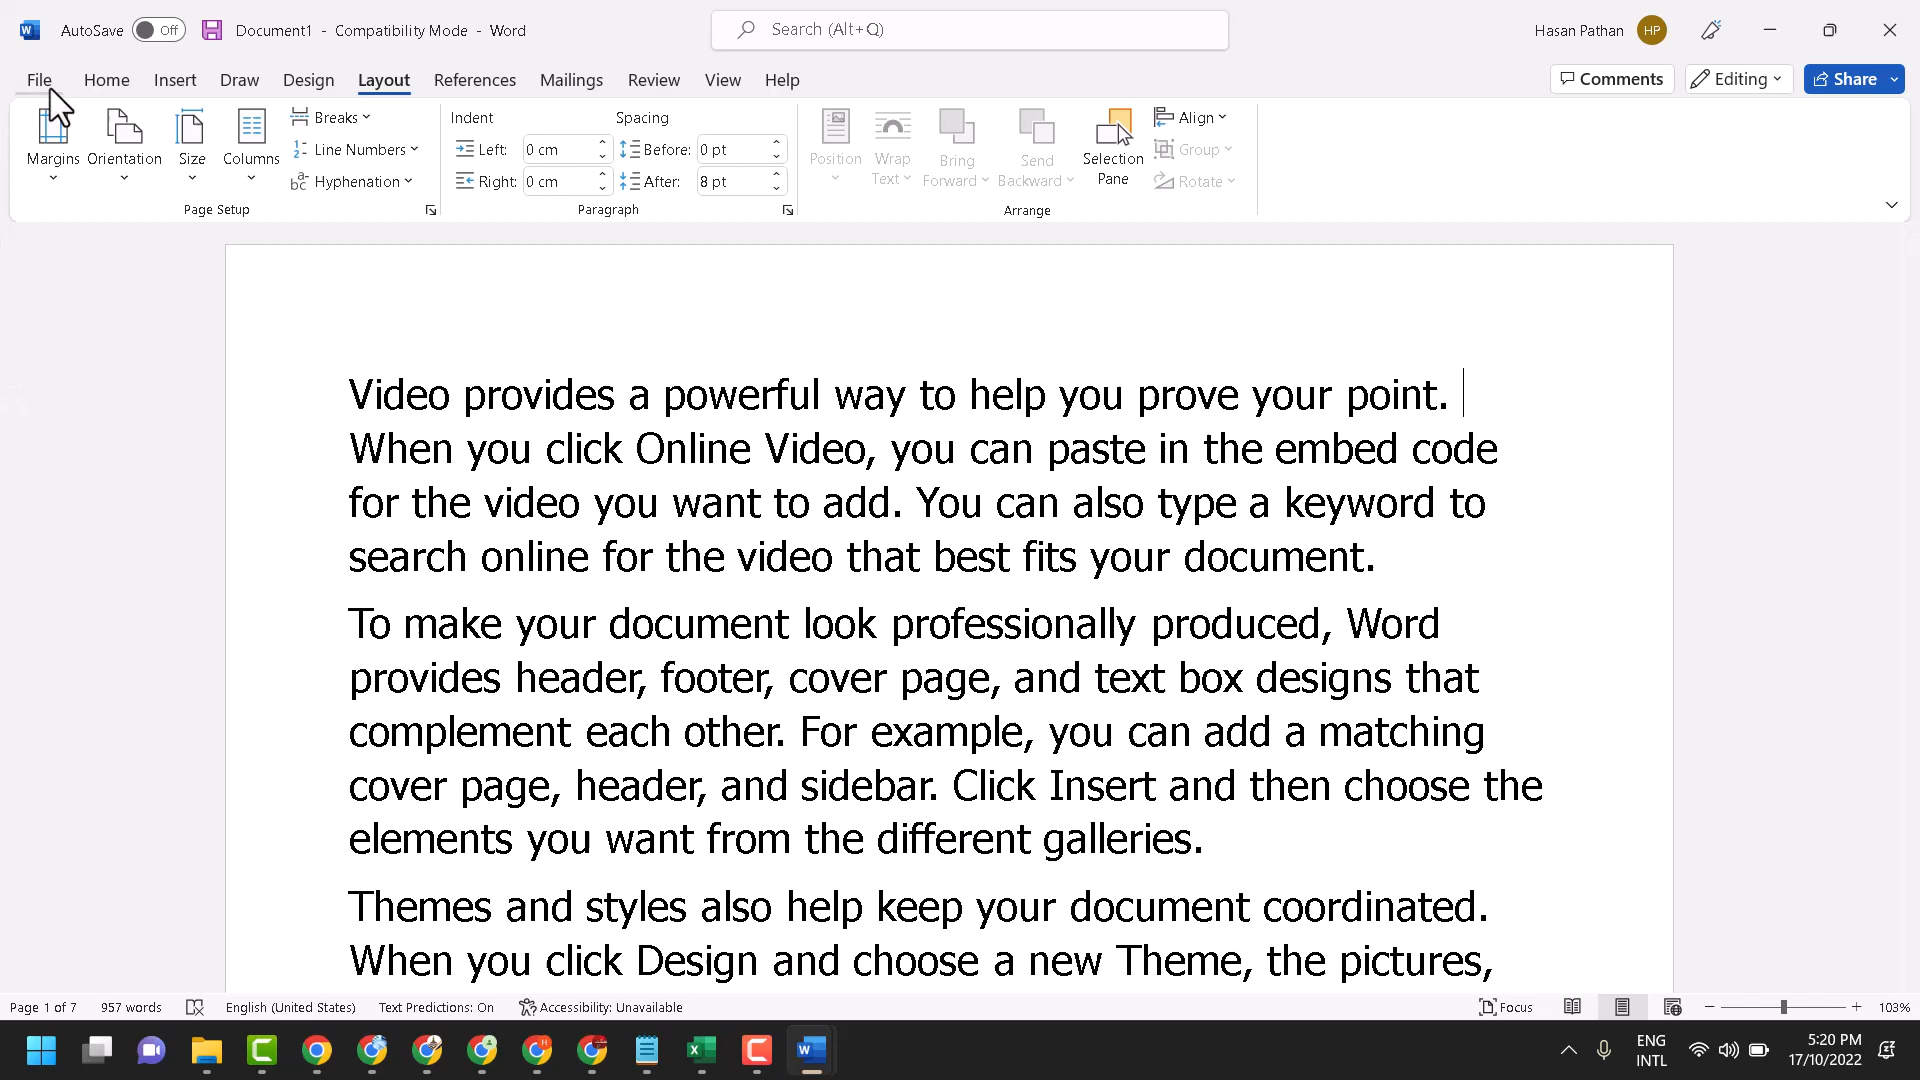 AutoSave Off Document1 - Compatibility Mode - Word Search (Alt+Q) Hasan Pathan HP
File Home Insert Draw Design Layout References Mailings Review View Help Comments Editing Share
Margins Orientation Size Columns
Breaks
Line Numbers
Hyphenation
Page Setup
Indent Spacing
Left: 0 cm Before: 0 pt
Right: 0 cm After: 8 pt
Paragraph
Position Wrap Text Bring Forward Send Backward Selection Pane
Align
Group
Rotate
Arrange
Video provides a powerful way to help you prove your point.
When you click Online Video, you can paste in the embed code
for the video you want to add. You can also type a keyword to
search online for the video that best fits your document.
To make your document look professionally produced, Word
provides header, footer, cover page, and text box designs that
complement each other. For example, you can add a matching
cover page, header, and sidebar. Click Insert and then choose the
elements you want from the different galleries.
Themes and styles also help keep your document coordinated.
When you click Design and choose a new Theme, the pictures,
Page 1 of 7 957 words English (United States) Text Predictions: On Accessibility: Unavailable Focus 103%
ENG
INTL
5:20 PM
17/10/2022